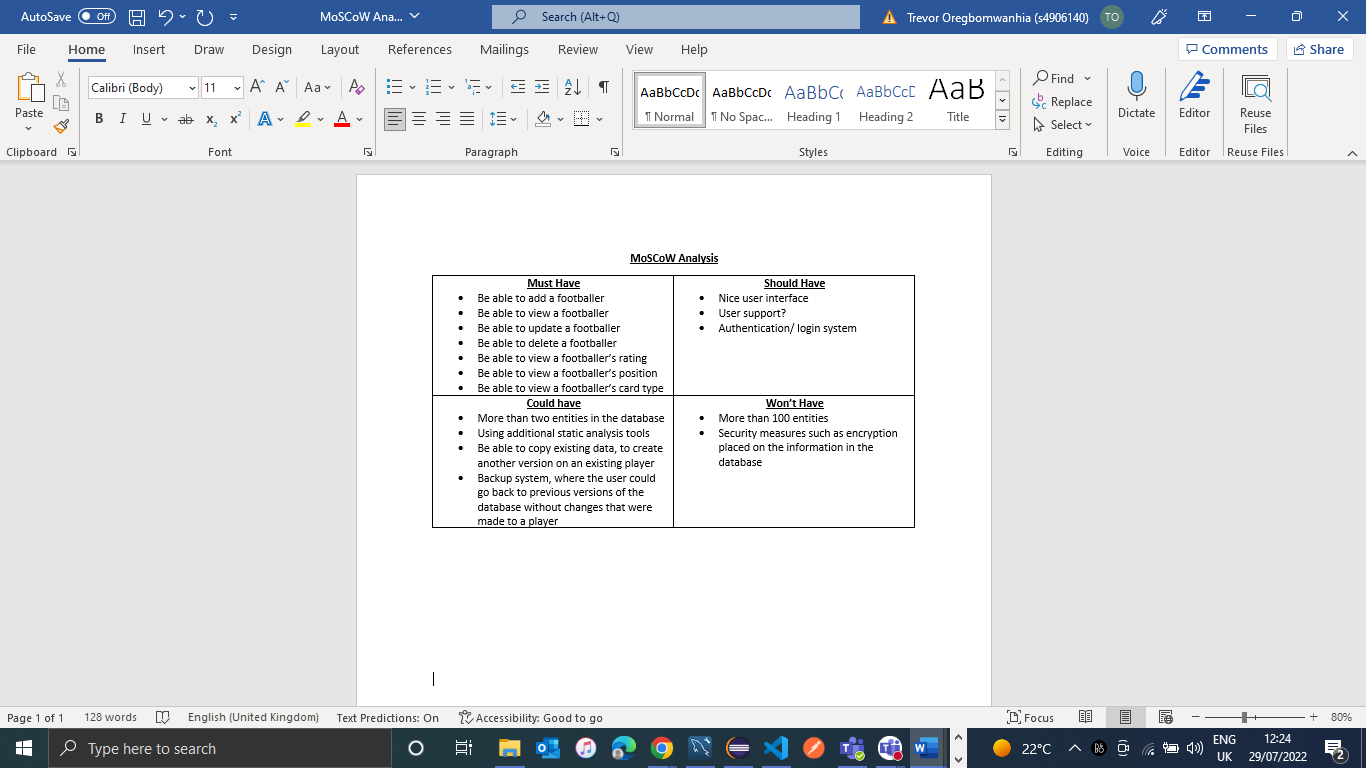 AutoSave Off MoSCoW Ana... Search (Alt+Q) Trevor Oregbomwanhia (s4906140) TO
File Home Insert Draw Design Layout References Mailings Review View Help Comments Share
Calibri (Body) 11 A A Aa A
Paste B I U ab x₂ x² A A
AaBbCcDc AaBbCcDc AaBbCc AaBbCcD AaB
¶ Normal ¶ No Spac... Heading 1 Heading 2 Title
Find
Replace
Select
Dictate Editor Reuse
Files
Clipboard Font Paragraph Styles Editing Voice Editor Reuse Files
MoSCoW Analysis
Must Have
• Be able to add a footballer
• Be able to view a footballer
• Be able to update a footballer
• Be able to delete a footballer
• Be able to view a footballer’s rating
• Be able to view a footballer’s position
• Be able to view a footballer’s card type
Should Have
• Nice user interface
• User support?
• Authentication/ login system
Could have
• More than two entities in the database
• Using additional static analysis tools
• Be able to copy existing data, to create
another version on an existing player
• Backup system, where the user could
go back to previous versions of the
database without changes that were
made to a player
Won’t Have
• More than 100 entities
• Security measures such as encryption
placed on the information in the
database
Page 1 of 1 128 words English (United Kingdom) Text Predictions: On Accessibility: Good to go Focus 80%
Type here to search 22°C ENG
UK
12:24
29/07/2022
2